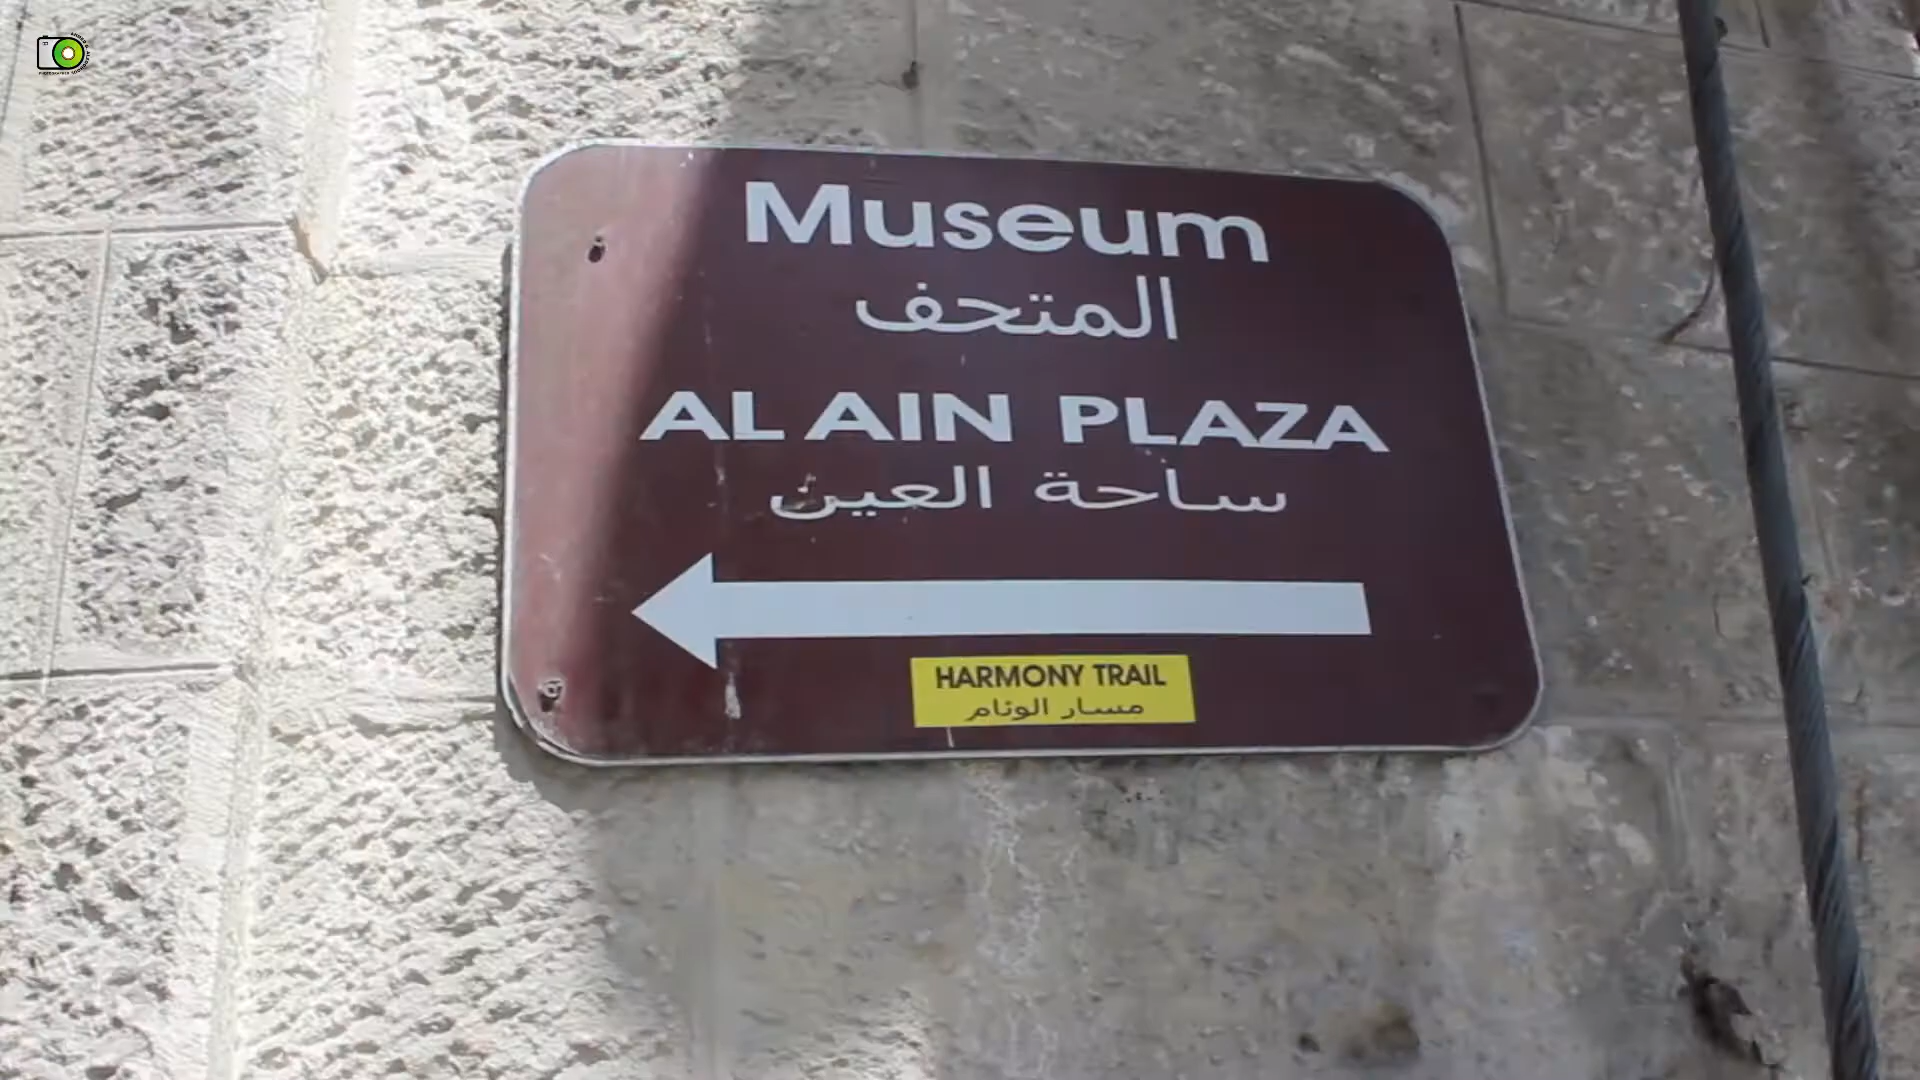 Museum
المتحف
AL AIN PLAZA
ساحة العين
HARMONY TRAIL
مسار الوئام